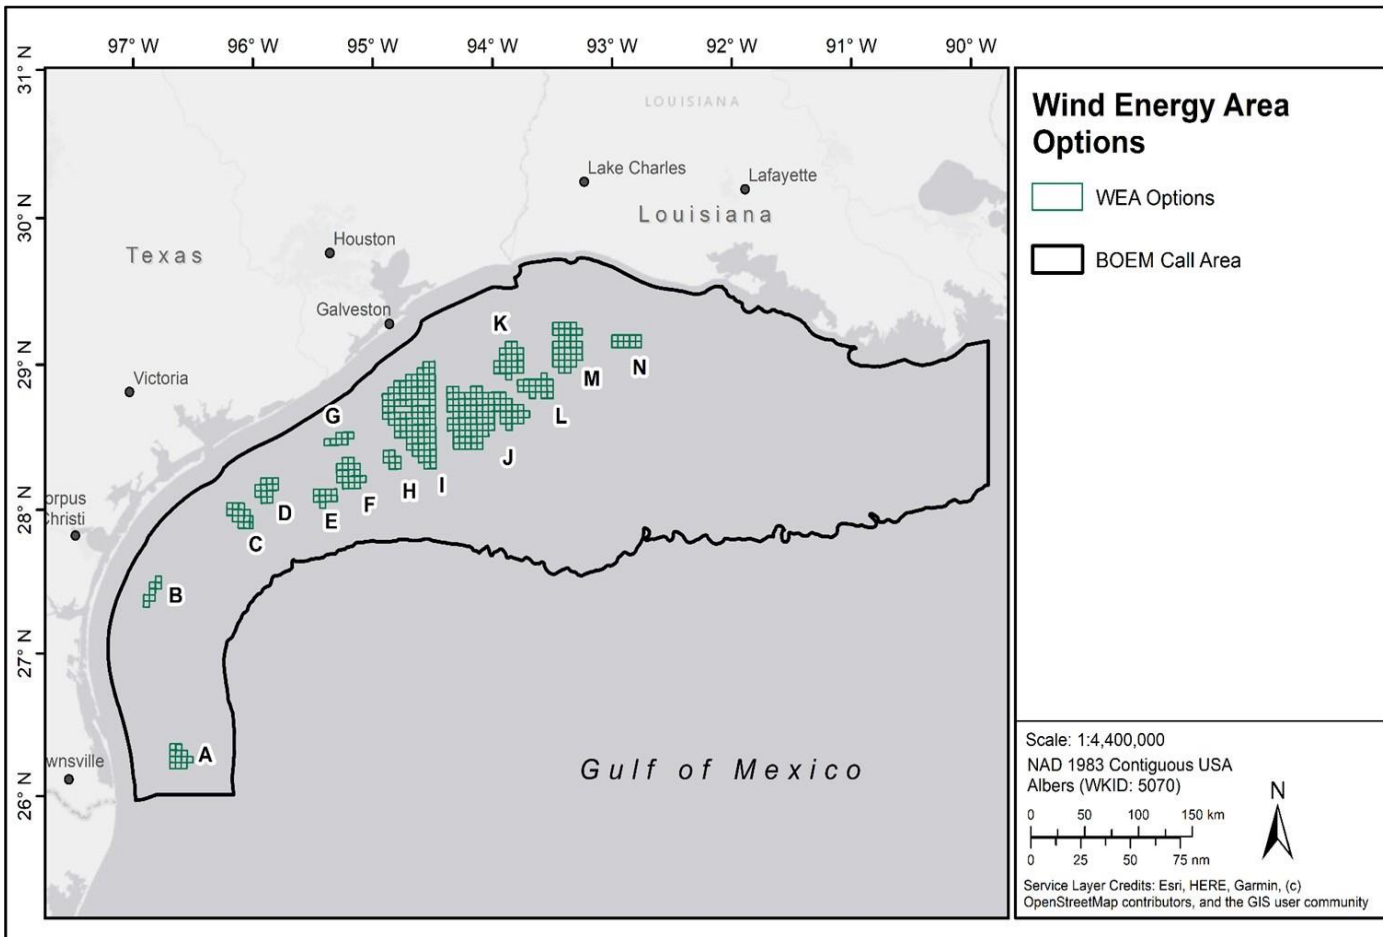 97° W 96° W 95° W 94° W 93° W 92° W 91° W 90° W
31° N
30° N
29° N
28° N
27° N
26° N
LOUISIANA
Lake Charles
Lafayette
Louisiana
Texas
Houston
Galveston
Victoria
orpus
Christi
wnsville
K
N
M
G
L
J
I
H
F
D
E
C
B
A
Gulf of Mexico
Wind Energy Area
Options
WEA Options
BOEM Call Area
Scale: 1:4,400,000
NAD 1983 Contiguous USA
Albers (WKID: 5070)
0 50 100 150 km
0 25 50 75 nm
N
Service Layer Credits: Esri, HERE, Garmin, (c)
OpenStreetMap contributors, and the GIS user community